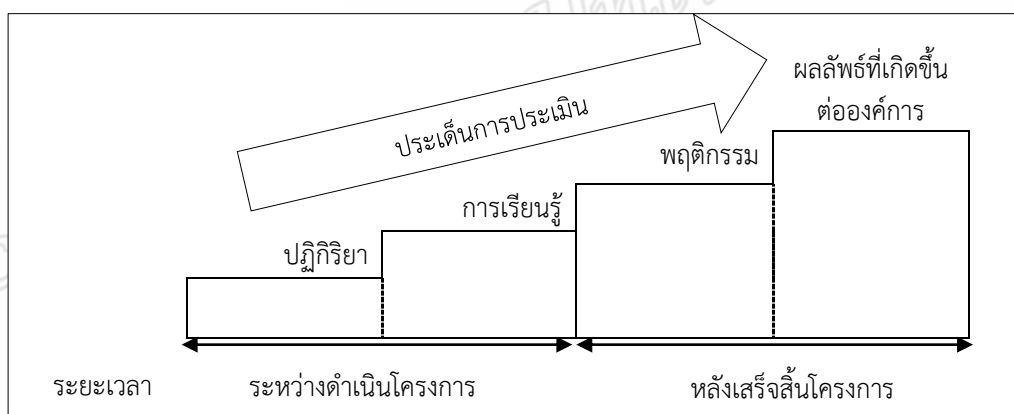 ผลลัพธ์ที่เกิดขึ้น
ต่อองค์การ
ประเด็นการประเมิน
พฤติกรรม
การเรียนรู้
ปฏิกิริยา
ระยะเวลา ระหว่างดำเนินโครงการ หลังเสร็จสิ้นโครงการ